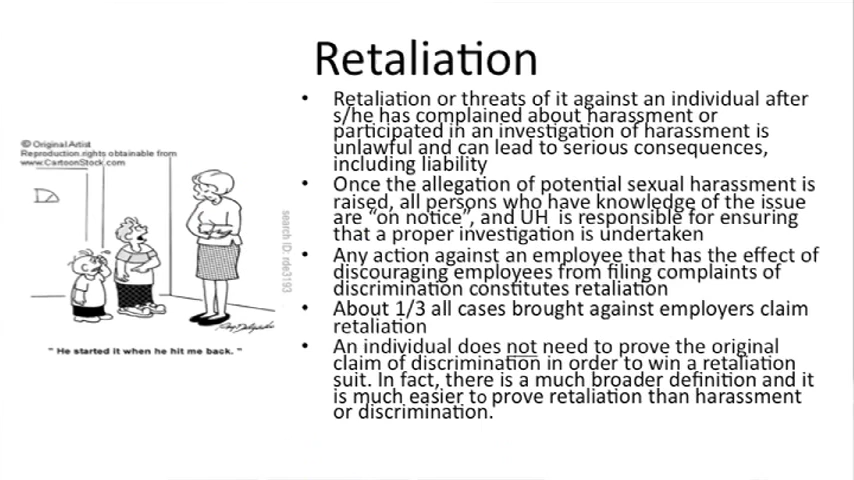 Retaliation
© Original Artist
Reproduction rights obtainable from
www.CartoonStock.com
search ID: rde3193
" He started it when he hit me back. "
• Retaliation or threats of it against an individual after
s/he has complained about harassment or
participated in an investigation of harassment is
unlawful and can lead to serious consequences,
including liability
• Once the allegation of potential sexual harassment is
raised, all persons who have knowledge of the issue
are “on notice”, and UH is responsible for ensuring
that a proper investigation is undertaken
• Any action against an employee that has the effect of
discouraging employees from filing complaints of
discrimination constitutes retaliation
• About 1/3 all cases brought against employers claim
retaliation
• An individual does not need to prove the original
claim of discrimination in order to win a retaliation
suit. In fact, there is a much broader definition and it
is much easier to prove retaliation than harassment
or discrimination.